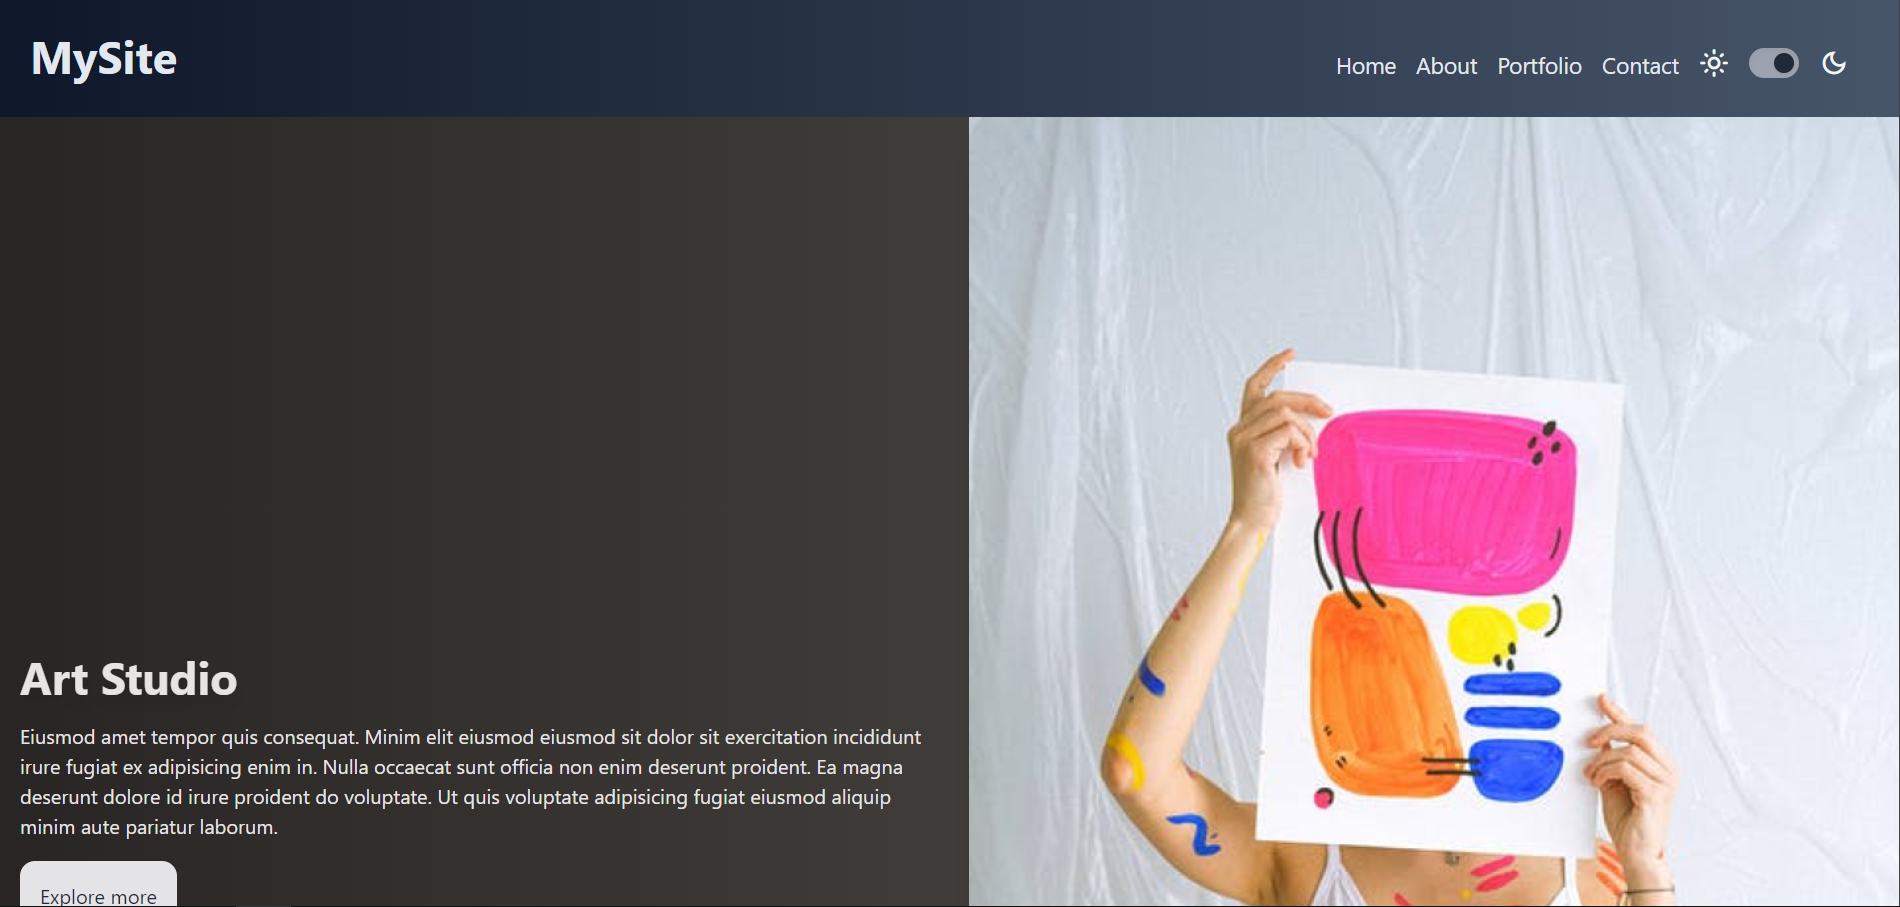 MySite
Home About Portfolio Contact
Art Studio
Eiusmod amet tempor quis consequat. Minim elit eiusmod eiusmod sit dolor sit exercitation incididunt
irure fugiat ex adipisicing enim in. Nulla occaecat sunt officia non enim deserunt proident. Ea magna
deserunt dolore id irure proident do voluptate. Ut quis voluptate adipisicing fugiat eiusmod aliquip
minim aute pariatur laborum.
Explore more